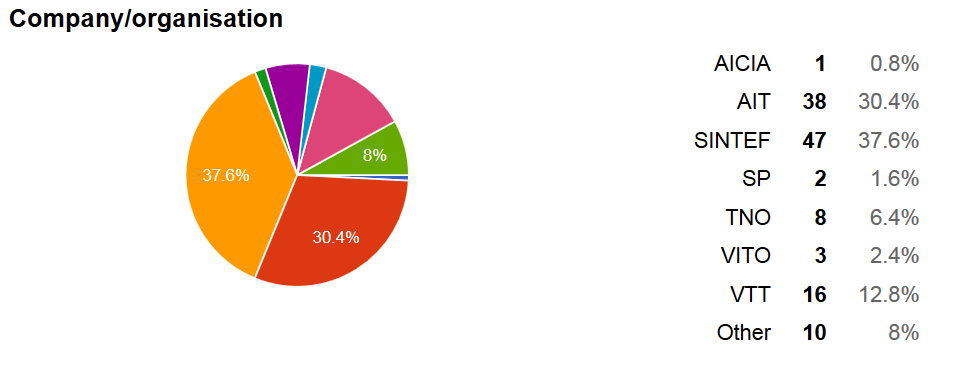 Company/organisation
37.6%
8%
30.4%
AICIA 1 0.8%
AIT 38 30.4%
SINTEF 47 37.6%
SP 2 1.6%
TNO 8 6.4%
VITO 3 2.4%
VTT 16 12.8%
Other 10 8%